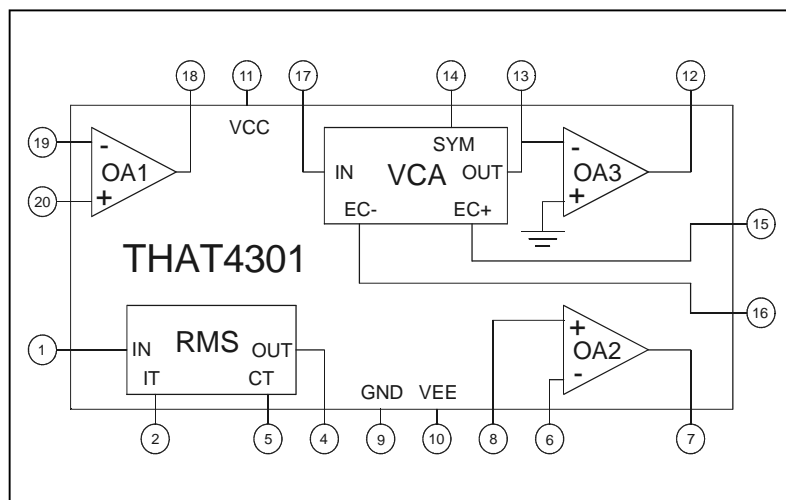 18 11 17 14 13 12
VCC
19 - OA1
20 +
SYM
IN VCA OUT
EC- EC+
- OA3
+
15
THAT4301
16
1 IN RMS OUT
IT CT
+ OA2
-
GND VEE
2 5 4 9 10 8 6 7